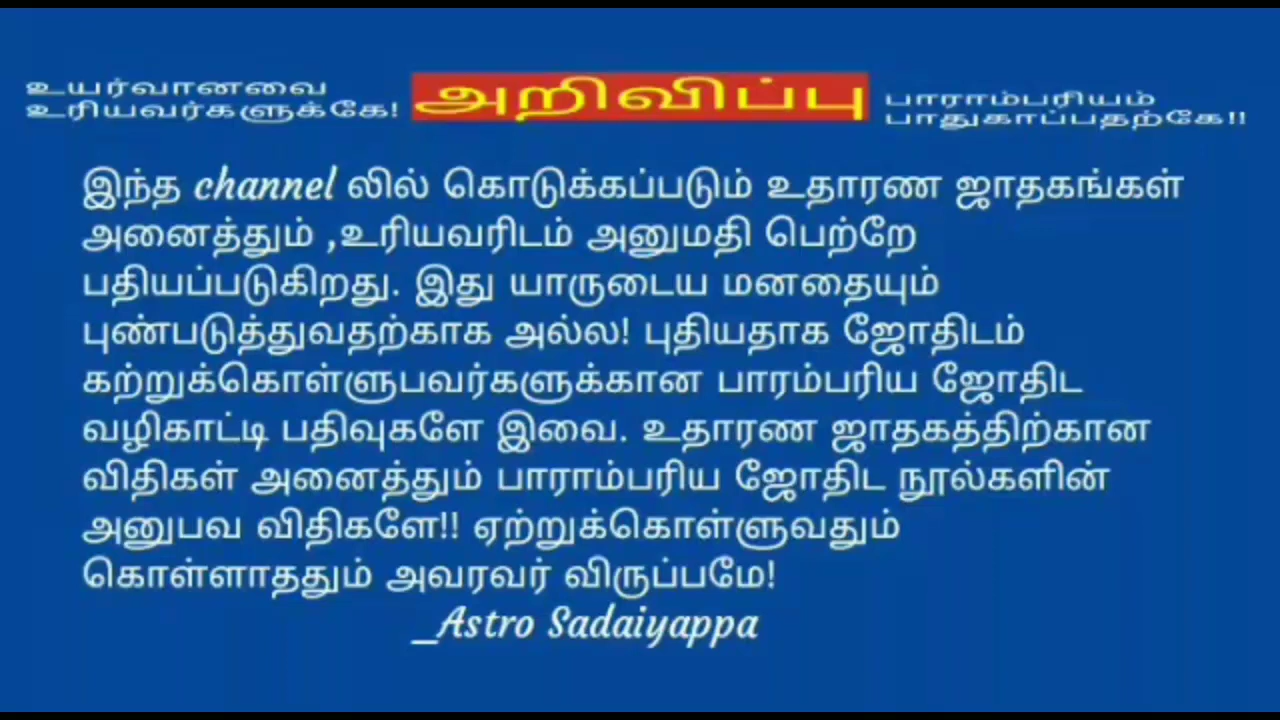 உயர்வானவை
உரியவர்களுக்கே!
அறிவிப்பு
பாராம்பரியம்
பாதுகாப்பதற்கே!!
இந்த channel லில் கொடுக்கப்படும் உதாரண ஜாதகங்கள்
அனைத்தும் ,உரியவரிடம் அனுமதி பெற்றே
பதியப்படுகிறது. இது யாருடைய மனதையும்
புண்படுத்துவதற்காக அல்ல! புதியதாக ஜோதிடம்
கற்றுக்கொள்ளுபவர்களுக்கான பாரம்பரிய ஜோதிட
வழிகாட்டி பதிவுகளே இவை. உதாரண ஜாதகத்திற்கான
விதிகள் அனைத்தும் பாராம்பரிய ஜோதிட நூல்களின்
அனுபவ விதிகளே!! ஏற்றுக்கொள்ளுவதும்
கொள்ளாததும் அவரவர் விருப்பமே!
_Astro Sadaiyappa